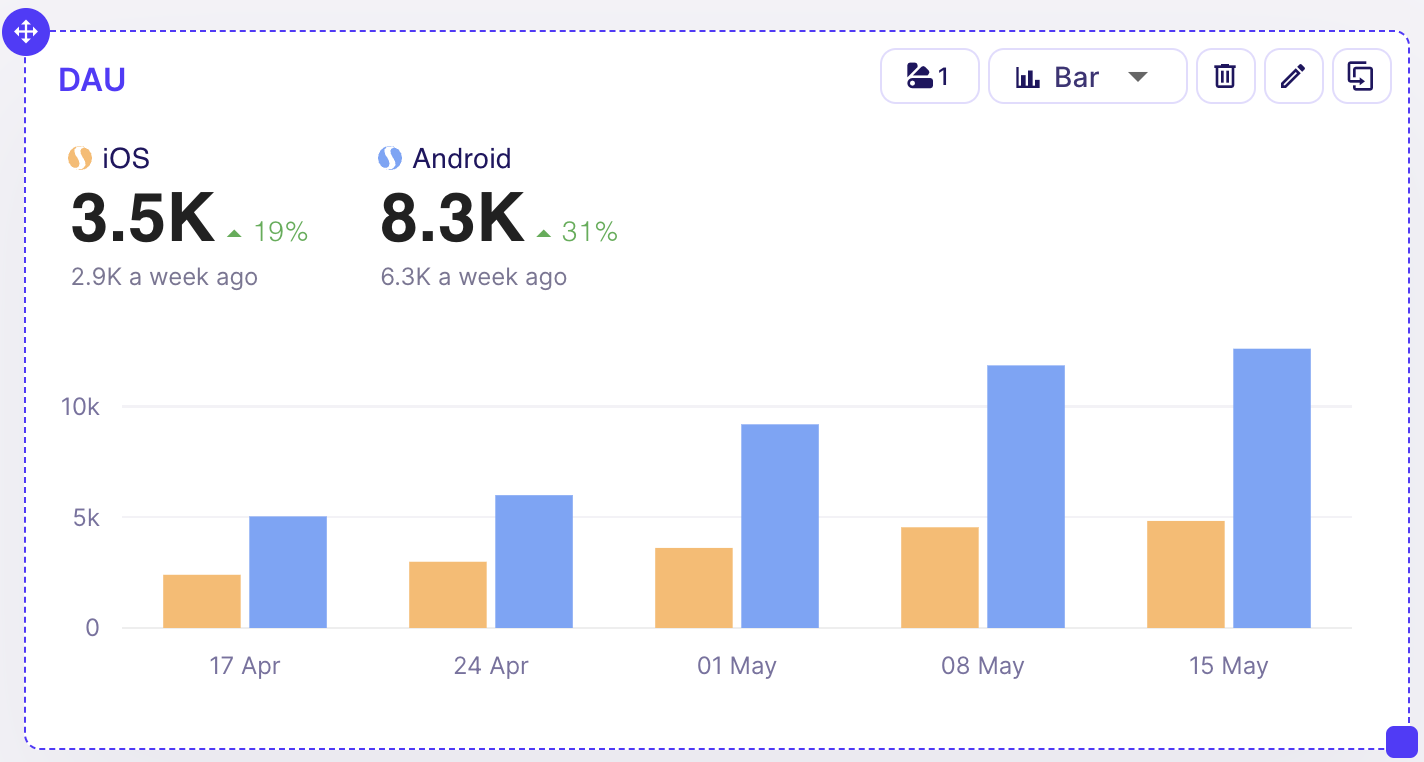 DAU
1
Bar
iOS
Android
3.5K 19%
8.3K 31%
2.9K a week ago
6.3K a week ago
10k
5k
0
17 Apr
24 Apr
01 May
08 May
15 May